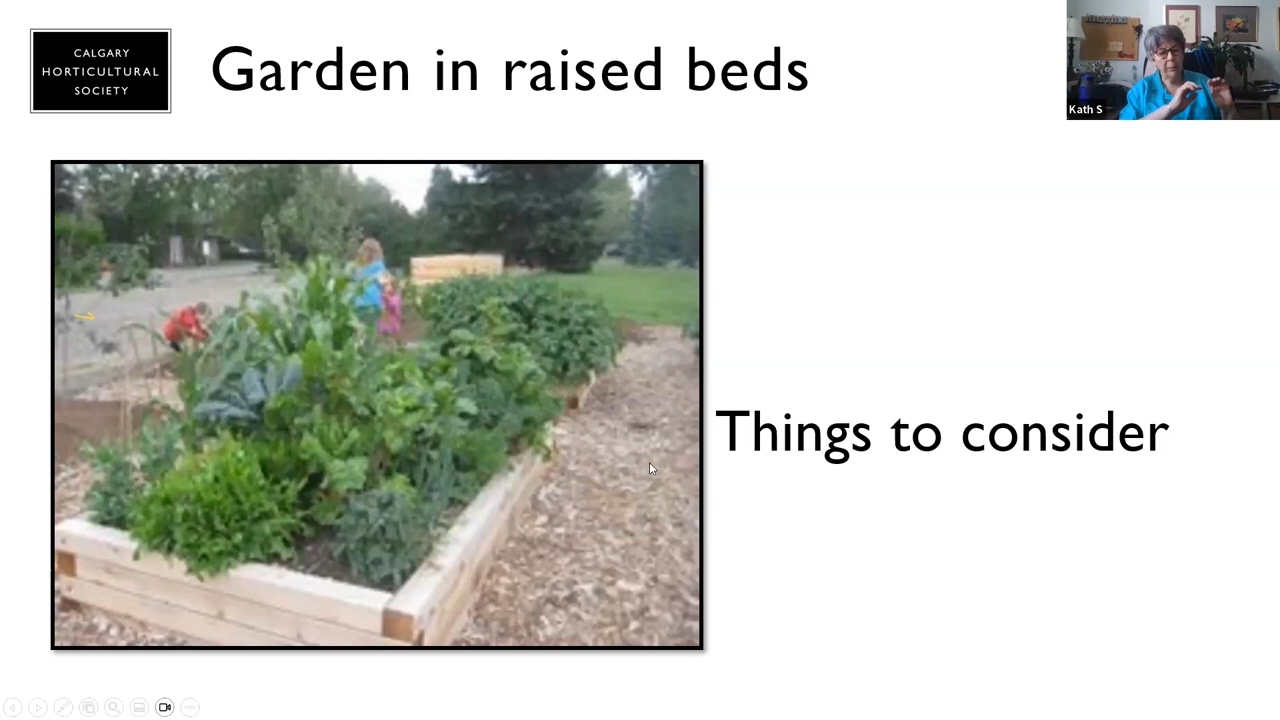 CALGARY
HORTICULTURAL
SOCIETY
Garden in raised beds
Kath S
Things to consider